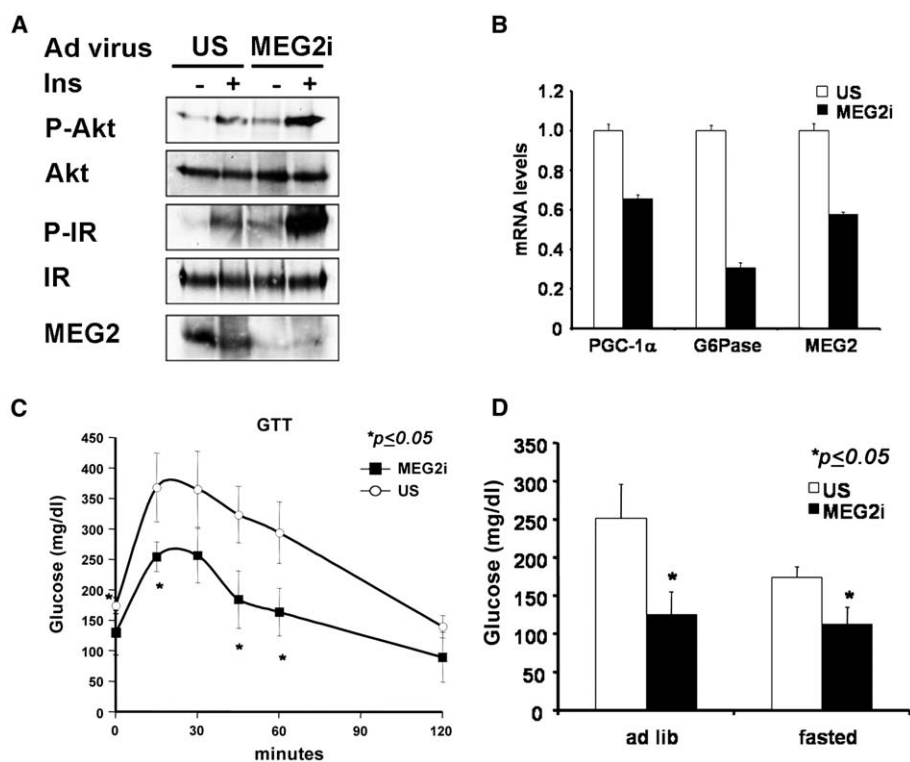 A
Ad virus US MEG2i
Ins - + - +
P-Akt
Akt
P-IR
IR
MEG2
B
US
MEG2i
mRNA levels
1.2
1.0
0.8
0.6
0.4
0.2
0
PGC-1α G6Pase MEG2
C
GTT
*p≤0.05
MEG2i
US
Glucose (mg/dl)
450
400
350
300
250
200
150
100
50
0
* * * *
0 30 60 90 120
minutes
D
*p≤0.05
US
MEG2i
Glucose (mg/dl)
300
250
200
150
100
50
0
* *
ad lib fasted